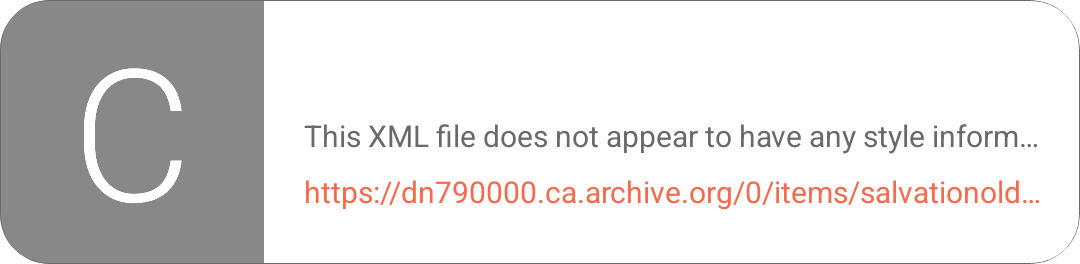 C
This XML file does not appear to have any style inform...
https://dn790000.ca.archive.org/0/items/salvationold...